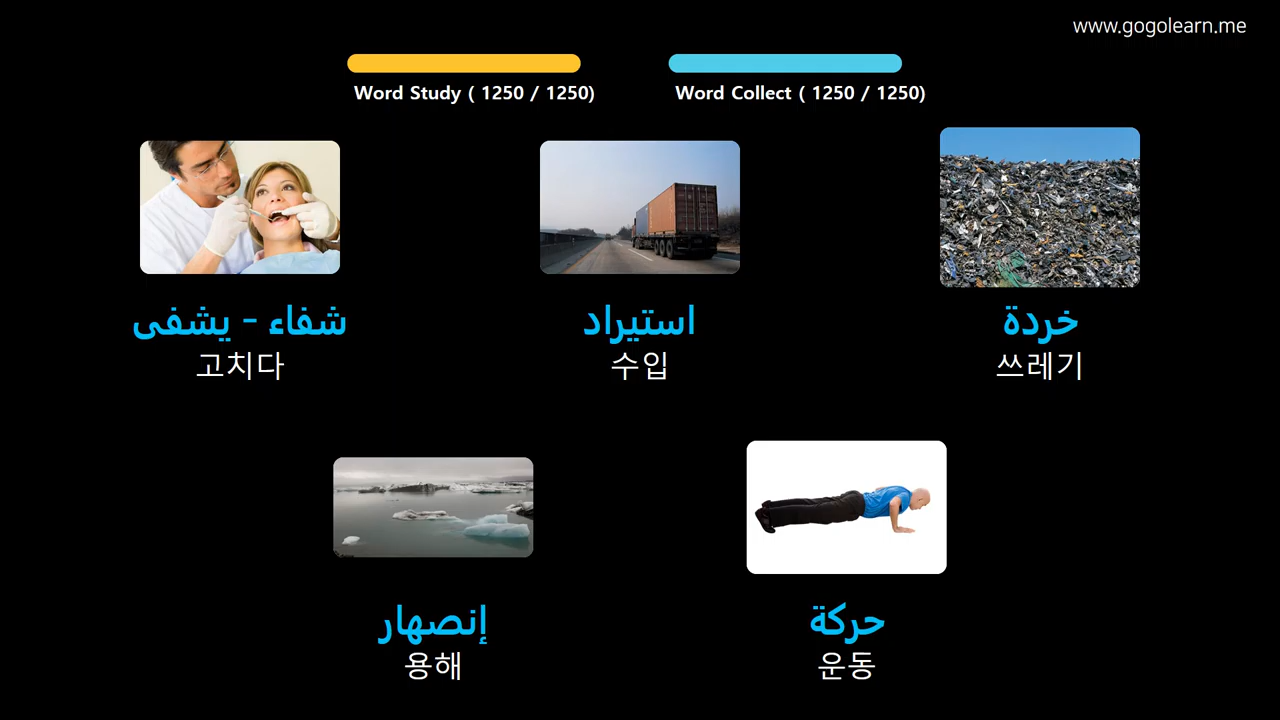 www.gogolearn.me
Word Study ( 1250 / 1250)
Word Collect ( 1250 / 1250)
شفاء - يشفى
고치다
استيراد
수입
خردة
쓰레기
إنصهار
용해
حركة
운동